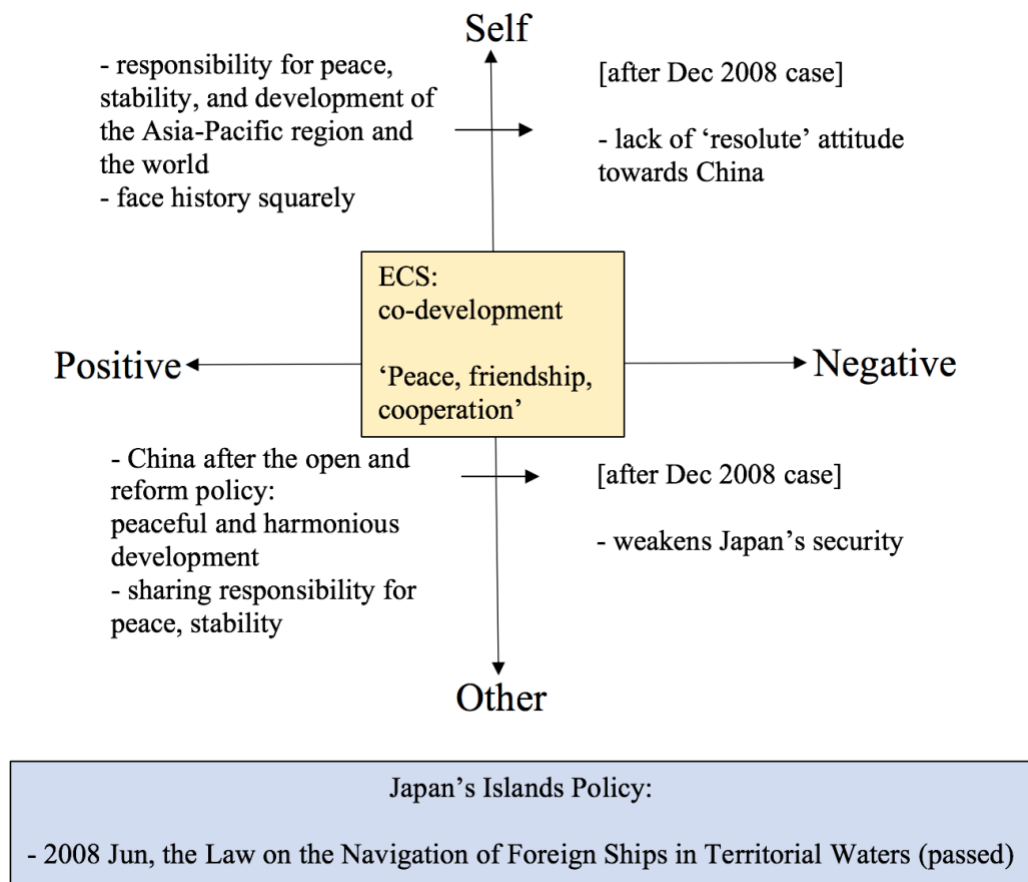 Self
- responsibility for peace,
stability, and development of
the Asia-Pacific region and
the world
- face history squarely
[after Dec 2008 case]
- lack of ‘resolute’ attitude
towards China
ECS:
co-development
‘Peace, friendship,
cooperation’
Positive
Negative
- China after the open and
reform policy:
peaceful and harmonious
development
- sharing responsibility for
peace, stability
[after Dec 2008 case]
- weakens Japan’s security
Other
Japan’s Islands Policy:
- 2008 Jun, the Law on the Navigation of Foreign Ships in Territorial Waters (passed)